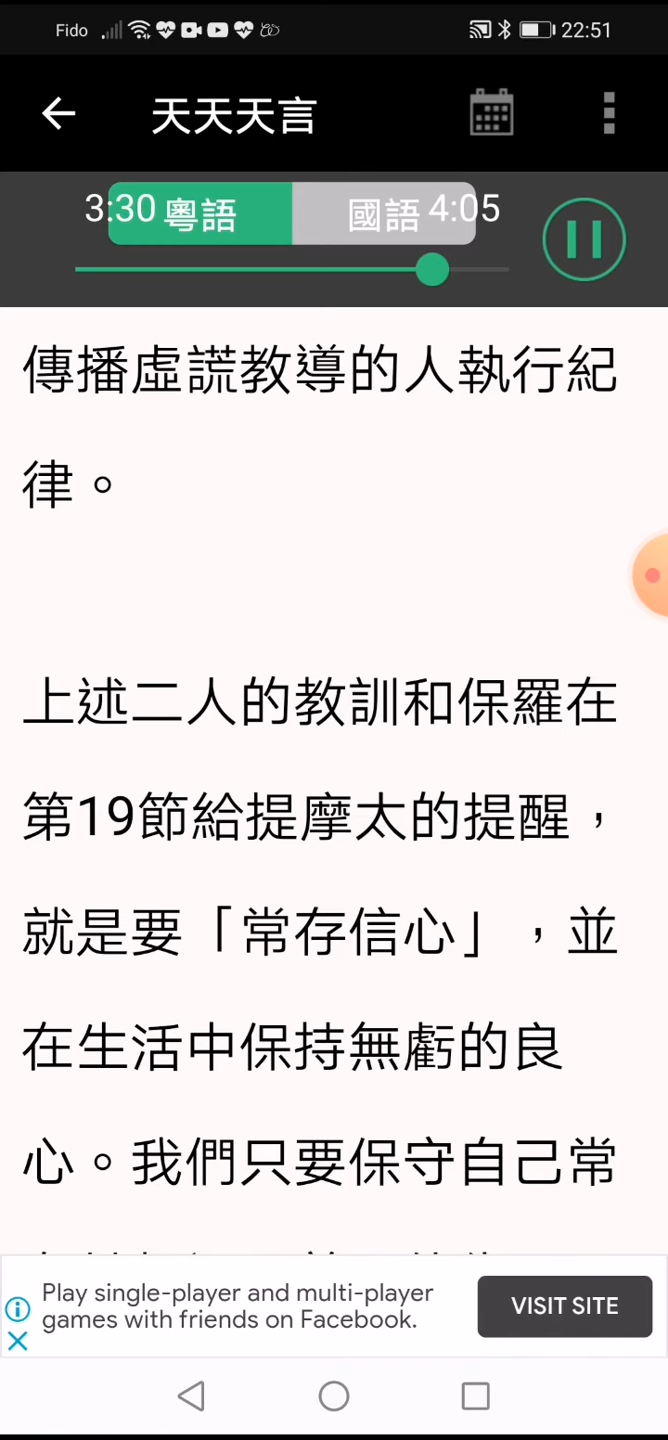 Fido 22:51
天天天言
3:30 粵語 國語 4:05
傳播虛謊教導的人執行紀
律。
上述二人的教訓和保羅在
第19節給提摩太的提醒，
就是要「常存信心」，並
在生活中保持無虧的良
心。我們只要保守自己常
Play single-player and multi-player
games with friends on Facebook.
VISIT SITE